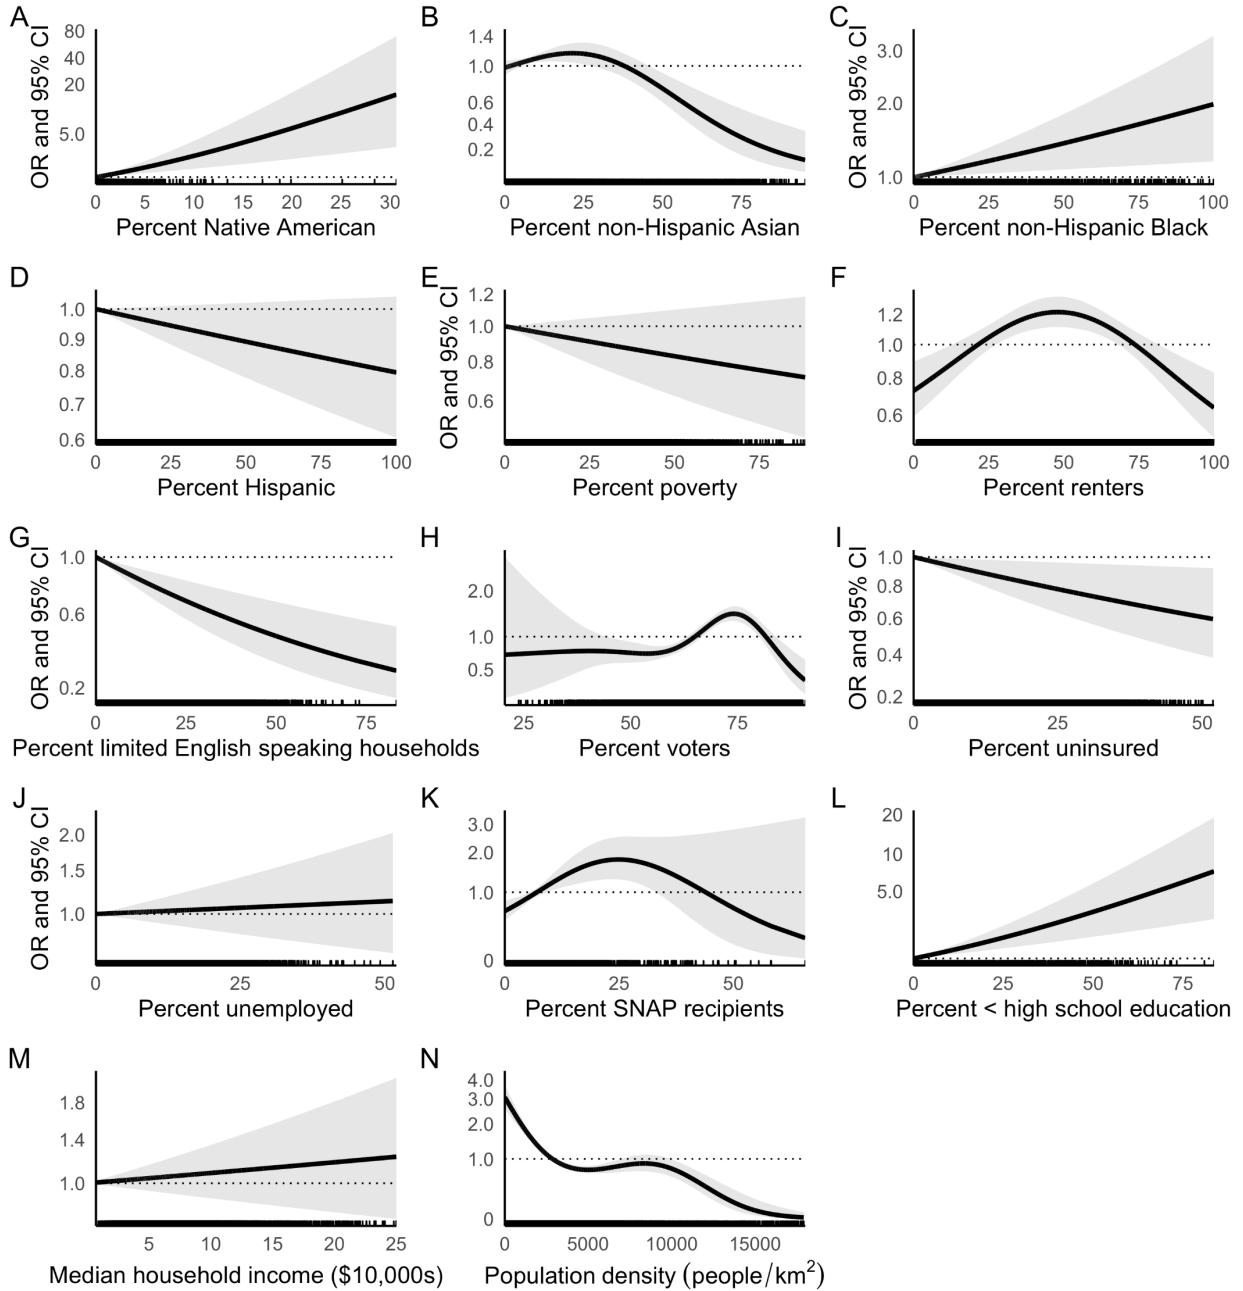 A
B
C
OR and 95% CI
80
40
20
5.0
0 5 10 15 20 25 30
Percent Native American
1.4
1.0
0.6
0.4
0.2
0 25 50 75
Percent non-Hispanic Asian
OR and 95% CI
3.0
2.0
1.0
0 25 50 75 100
Percent non-Hispanic Black
D
E
F
1.0
0.9
0.8
0.7
0.6
0 25 50 75 100
Percent Hispanic
OR and 95% CI
1.2
1.0
0.8
0.6
0 25 50 75
Percent poverty
1.2
1.0
0.8
0.6
0 25 50 75 100
Percent renters
G
H
I
OR and 95% CI
1.0
0.6
0.2
0 25 50 75
Percent limited English speaking households
2.0
1.0
0.5
25 50 75
Percent voters
OR and 95% CI
1.0
0.8
0.6
0.4
0.2
0 25 50
Percent uninsured
J
K
L
OR and 95% CI
2.0
1.5
1.0
0 25 50
Percent unemployed
3.0
2.0
1.0
0
0 25 50
Percent SNAP recipients
20
10
5.0
0 25 50 75
Percent < high school education
M
N
1.8
1.4
1.0
5 10 15 20 25
Median household income ($10,000s)
4.0
3.0
2.0
1.0
0
0 5000 10000 15000
Population density (people/km²)